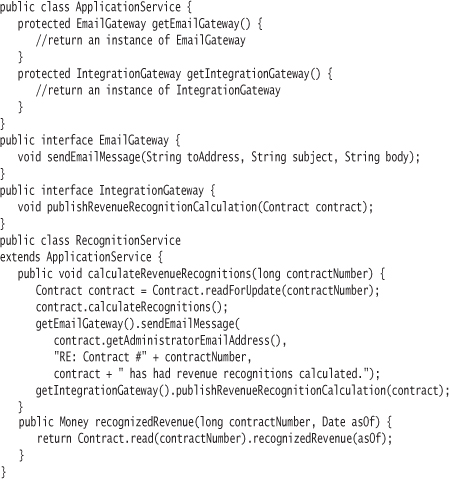 public class ApplicationService {
   protected EmailGateway getEmailGateway() {
      //return an instance of EmailGateway
   }
   protected IntegrationGateway getIntegrationGateway() {
      //return an instance of IntegrationGateway
   }
}
public interface EmailGateway {
   void sendEmailMessage(String toAddress, String subject, String body);
}
public interface IntegrationGateway {
   void publishRevenueRecognitionCalculation(Contract contract);
}
public class RecognitionService
extends ApplicationService {
   public void calculateRevenueRecognitions(long contractNumber) {
      Contract contract = Contract.readForUpdate(contractNumber);
      contract.calculateRecognitions();
      getEmailGateway().sendEmailMessage(
         contract.getAdministratorEmailAddress(),
         "RE: Contract #" + contractNumber,
         contract + " has had revenue recognitions calculated.");
      getIntegrationGateway().publishRevenueRecognitionCalculation(contract);
   }
   public Money recognizedRevenue(long contractNumber, Date asOf) {
      return Contract.read(contractNumber).recognizedRevenue(asOf);
   }
}